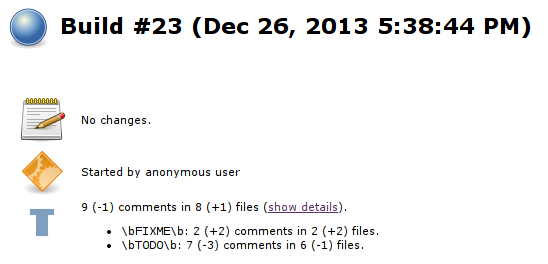 Build #23 (Dec 26, 2013 5:38:44 PM)
No changes.
Started by anonymous user
9 (-1) comments in 8 (+1) files (show details).
T
• \bFIXME\b: 2 (+2) comments in 2 (+2) files.
• \bTODO\b: 7 (-3) comments in 6 (-1) files.